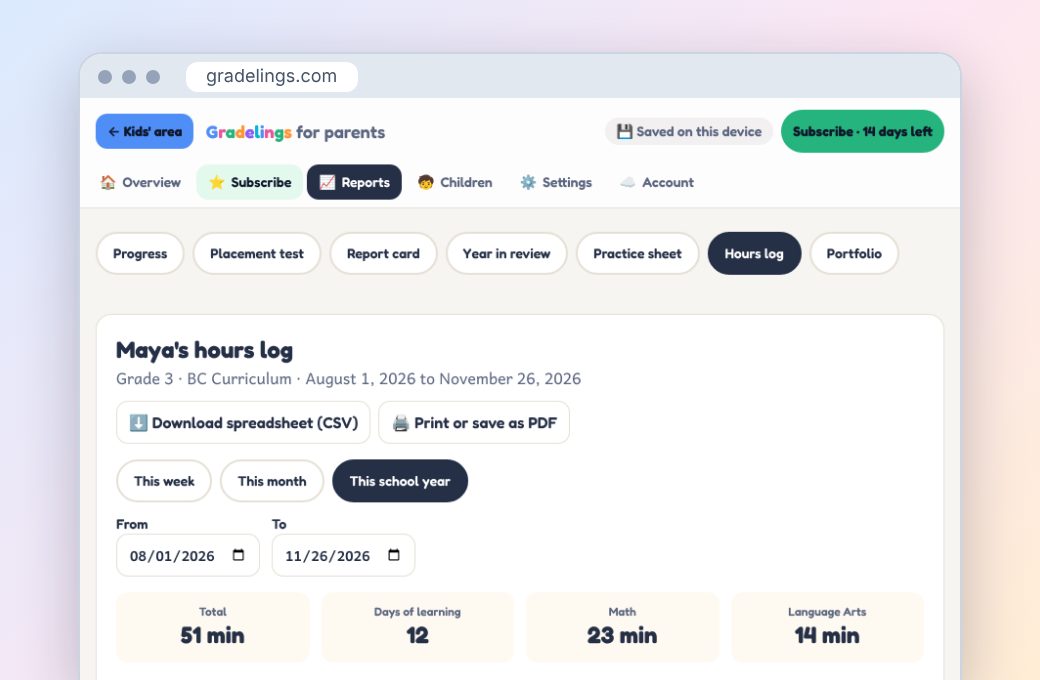 gradelings.com
← Kids' area
Gradelings for parents
Saved on this device
Subscribe · 14 days left
Overview
Subscribe
Reports
Children
Settings
Account
Progress
Placement test
Report card
Year in review
Practice sheet
Hours log
Portfolio
Maya's hours log
Grade 3 · BC Curriculum · August 1, 2026 to November 26, 2026
Download spreadsheet (CSV)
Print or save as PDF
This week
This month
This school year
From
To
08/01/2026
11/26/2026
Total
51 min
Days of learning
12
Math
23 min
Language Arts
14 min